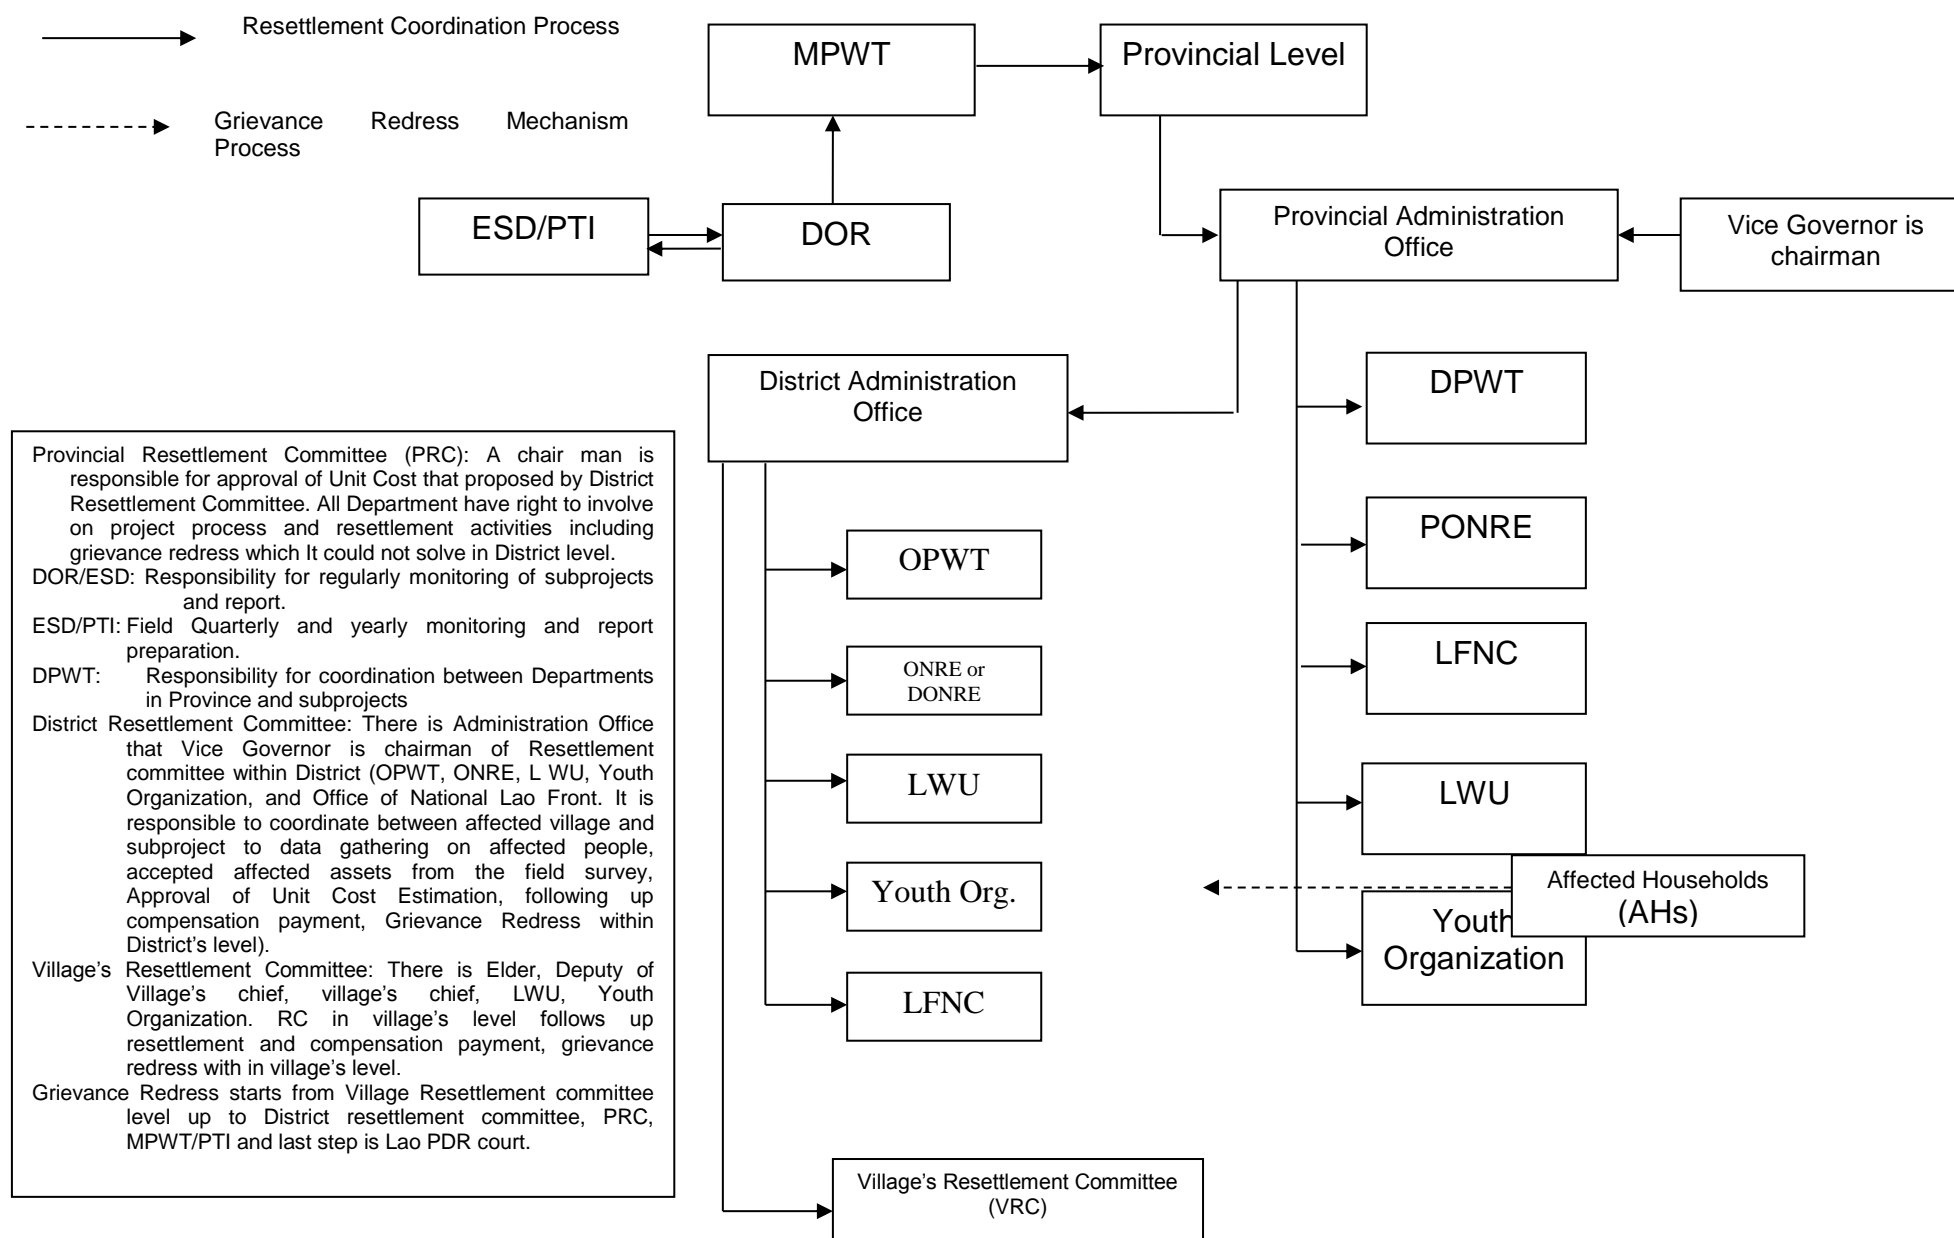 Resettlement Coordination Process
Grievance Redress Mechanism
Process
MPWT
Provincial Level
ESD/PTI
DOR
Provincial Administration
Office
Vice Governor is
chairman
District Administration
Office
DPWT
PONRE
LFNC
LWU
Affected Households
(AHs)
Youth
Organization
OPWT
ONRE or
DONRE
LWU
Youth Org.
LFNC
Village's Resettlement Committee
(VRC)
Provincial Resettlement Committee (PRC): A chair man is
responsible for approval of Unit Cost that proposed by District
Resettlement Committee. All Department have right to involve
on project process and resettlement activities including
grievance redress which It could not solve in District level.
DOR/ESD: Responsibility for regularly monitoring of subprojects
and report.
ESD/PTI: Field Quarterly and yearly monitoring and report
preparation.
DPWT: Responsibility for coordination between Departments
in Province and subprojects
District Resettlement Committee: There is Administration Office
that Vice Governor is chairman of Resettlement
committee within District (OPWT, ONRE, L WU, Youth
Organization, and Office of National Lao Front. It is
responsible to coordinate between affected village and
subproject to data gathering on affected people,
accepted affected assets from the field survey,
Approval of Unit Cost Estimation, following up
compensation payment, Grievance Redress within
District's level).
Village's Resettlement Committee: There is Elder, Deputy of
Village's chief, village's chief, LWU, Youth
Organization. RC in village's level follows up
resettlement and compensation payment, grievance
redress with in village's level.
Grievance Redress starts from Village Resettlement committee
level up to District resettlement committee, PRC,
MPWT/PTI and last step is Lao PDR court.